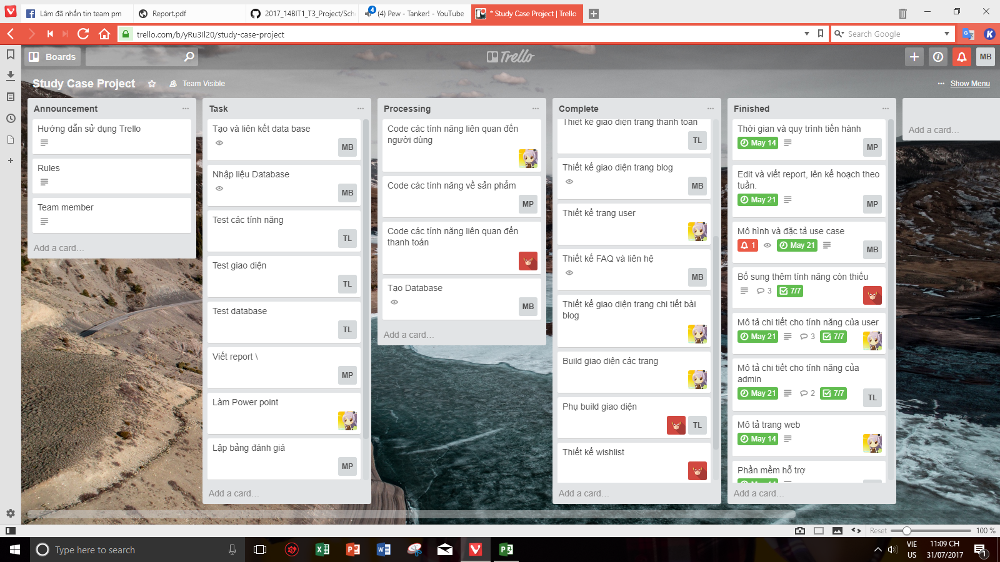 Lâm đã nhắn tin team pm
Report.pdf
2017_14BIT1_T3_Project/Sch
4
(4) Pew - Tanker! - YouTube
* Study Case Project | Trello
trello.com/b/yRu3Il20/study-case-project
Search Google
Boards
Trello
MB
Study Case Project
Team Visible
Show Menu
Announcement
Hướng dẫn sử dụng Trello
Rules
Team member
Add a card…
Task
Tạo và liên kết data base
MB
Nhập liệu Database
MB
Test các tính năng
TL
Test giao diện
TL
Test database
TL
Viết report \
MP
Làm Power point
Lập bảng đánh giá
MP
Add a card…
Processing
Code các tính năng liên quan đến
người dùng
Code các tính năng về sản phẩm
MP
Code các tính năng liên quan đến
thanh toán
Tạo Database
MB
Add a card…
Complete
Thiết kế giao diện trang thanh toán
TL
Thiết kế giao diện trang blog
MB
Thiết kế trang user
Thiết kế FAQ và liên hệ
MB
Thiết kế giao diện trang chi tiết bài
blog
Build giao diện các trang
Phụ build giao diện
TL
Thiết kế wishlist
Add a card…
Finished
Thời gian và quy trình tiến hành
May 14
MP
Edit và viết report, lên kế hoạch theo
tuần.
May 21
MP
Mô hình và đặc tả use case
1 May 21
MB
Bổ sung thêm tính năng còn thiếu
3 7/7
Mô tả chi tiết cho tính năng của user
May 21 3 7/7
Mô tả chi tiết cho tính năng của
admin
May 21 2 7/7
TL
Mô tả trang web
May 14
Phần mềm hỗ trợ
Add a card…
Add a card…
Reset
100 %
Type here to search
VIE
US
11:09 CH
31/07/2017
1